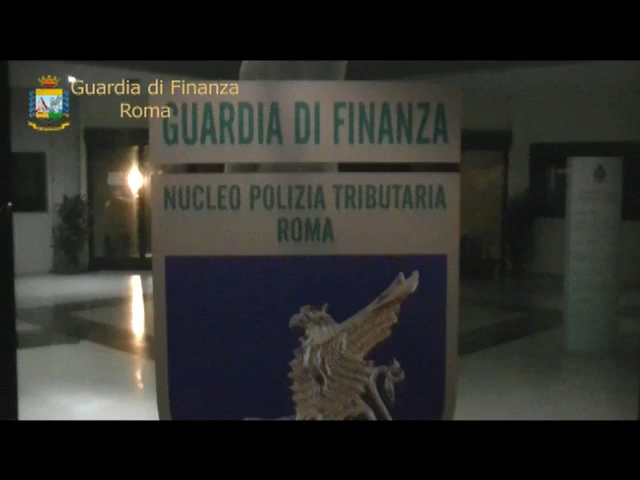 Guardia di Finanza
Roma
GUARDIA DI FINANZA
NUCLEO POLIZIA TRIBUTARIA
ROMA